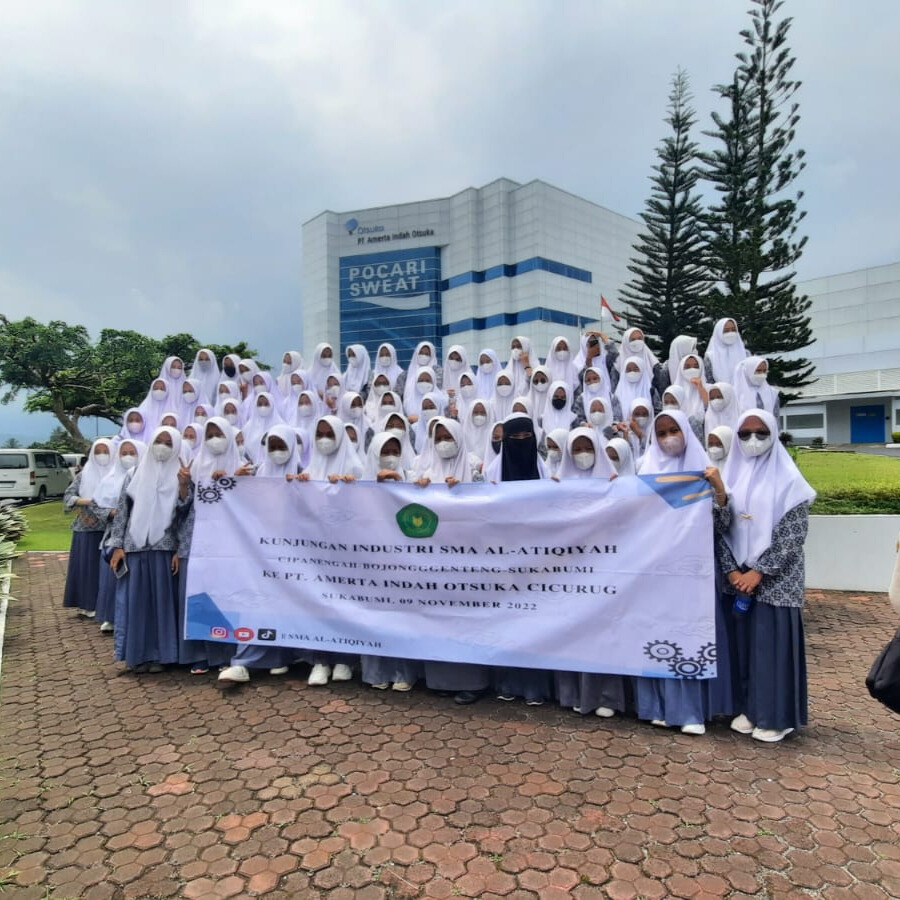 Otsuka
PT Amerta Indah Otsuka
POCARI
SWEAT
KUNJUNGAN INDUSTRI SMA AL-ATIQIYAH
CIPANENGAH BOJONGGGENTENG-SUKABUMI
KE PT. AMERTA INDAH OTSUKA CICURUG
SUKABUMI, 09 NOVEMBER 2022
SMA AL-ATIQIYAH